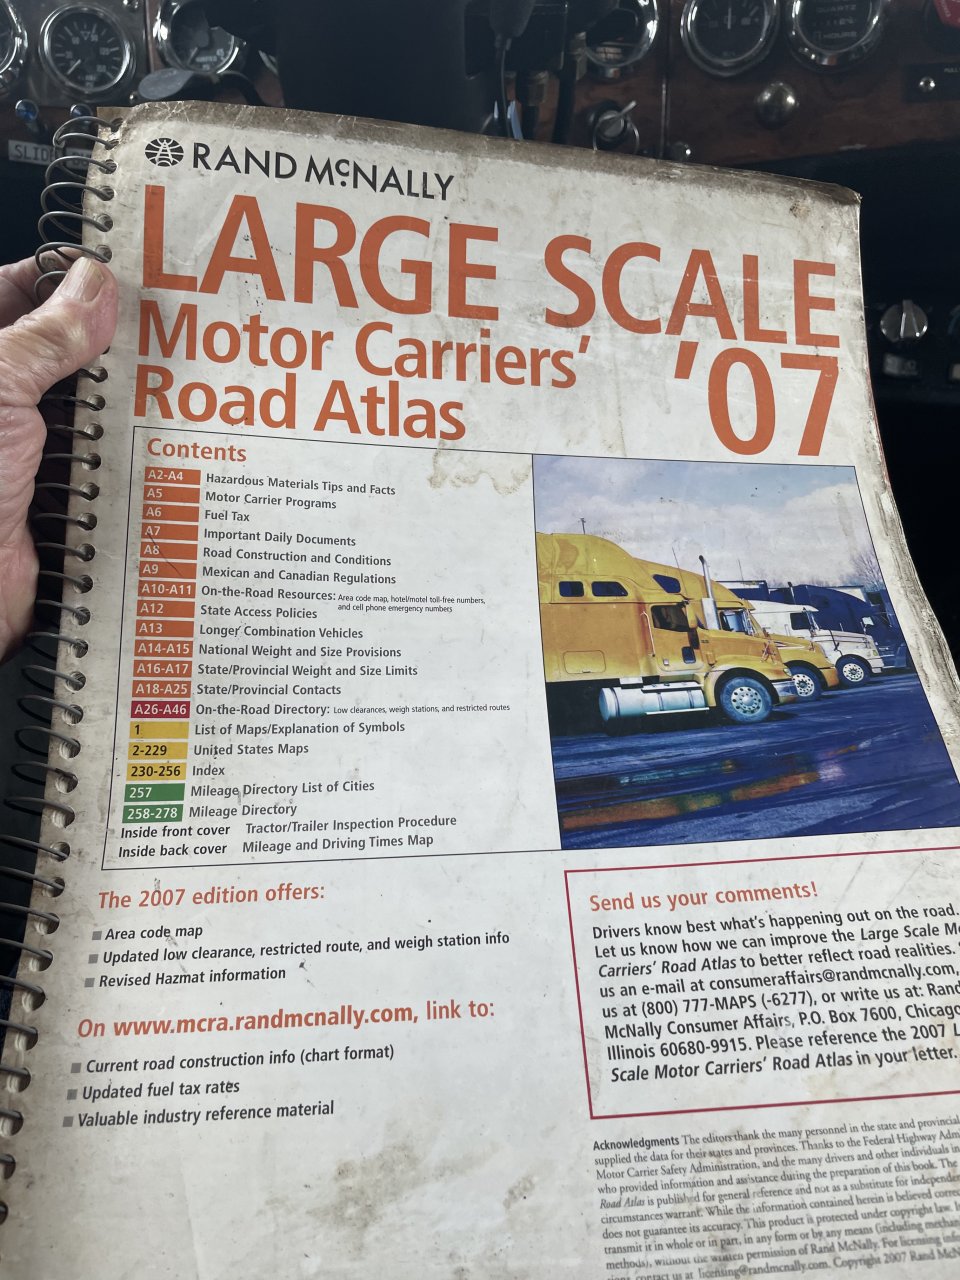 RAND McNALLY
LARGE SCALE
Motor Carriers' '07
Road Atlas
Contents
A2-A4 Hazardous Materials Tips and Facts
A5 Motor Carrier Programs
A6 Fuel Tax
A7 Important Daily Documents
A8 Road Construction and Conditions
A9 Mexican and Canadian Regulations
A10-A11 On-the-Road Resources: Area code map, hotel/motel toll-free numbers,
and cell phone emergency numbers
A12 State Access Policies
A13 Longer Combination Vehicles
A14-A15 National Weight and Size Provisions
A16-A17 State/Provincial Weight and Size Limits
A18-A25 State/Provincial Contacts
A26-A46 On-the-Road Directory: Low clearances, weigh stations, and restricted routes
1 List of Maps/Explanation of Symbols
2-229 United States Maps
230-256 Index
257 Mileage Directory List of Cities
258-278 Mileage Directory
Inside front cover Tractor/Trailer Inspection Procedure
Inside back cover Mileage and Driving Times Map
The 2007 edition offers:
Area code map
Updated low clearance, restricted route, and weigh station info
Revised Hazmat information
On www.mcra.randmcnally.com, link to:
Current road construction info (chart format)
Updated fuel tax rates
Valuable industry reference material
Send us your comments!
Drivers know best what's happening out on the road.
Let us know how we can improve the Large Scale
Carriers' Road Atlas to better reflect road realities.
us an e-mail at consumeraffairs@randmcnally.com,
us at (800) 777-MAPS (-6277), or write us at: Rand
McNally Consumer Affairs, P.O. Box 7600, Chicago
Illinois 60680-9915. Please reference the 2007
Scale Motor Carriers' Road Atlas in your letter.
Acknowledgments The editors thank the many personnel in the state and provincial
supplied the data for their states and provinces. Thanks to the Federal Highway
Motor Carrier Safety Administration, and the many drivers and other individuals
who provided information and assistance during the preparation of this book. The
Road Atlas is published for general reference and not as a substitute for
circumstances warrant. While the information contained herein is believed
does not guarantee its accuracy. This product is protected under copyright law.
transmit it in whole or in part, in any form or by any means (including
methods), without the written permission of Rand McNally. For licensing
contact us at licensing@randmcnally.com. Copyright 2007 Rand
QUARTZ
HOURS